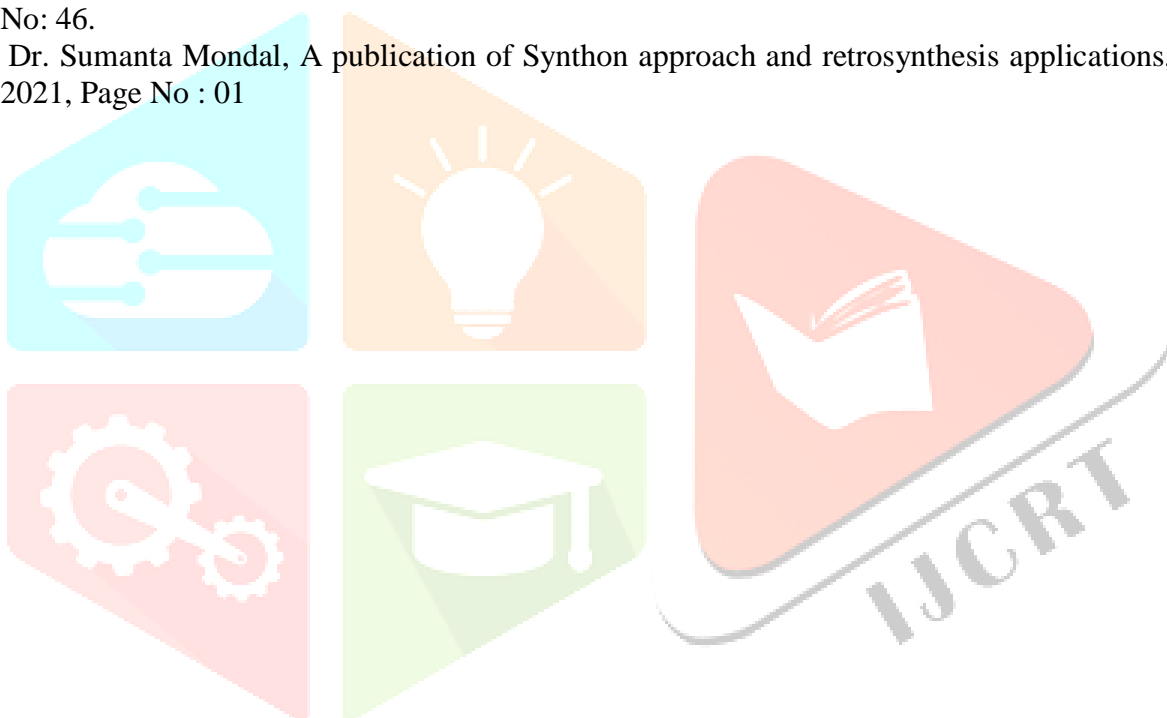 No: 46.
Dr. Sumanta Mondal, A publication of Synthon approach and retrosynthesis applications.
2021, Page No : 01
IJCRT